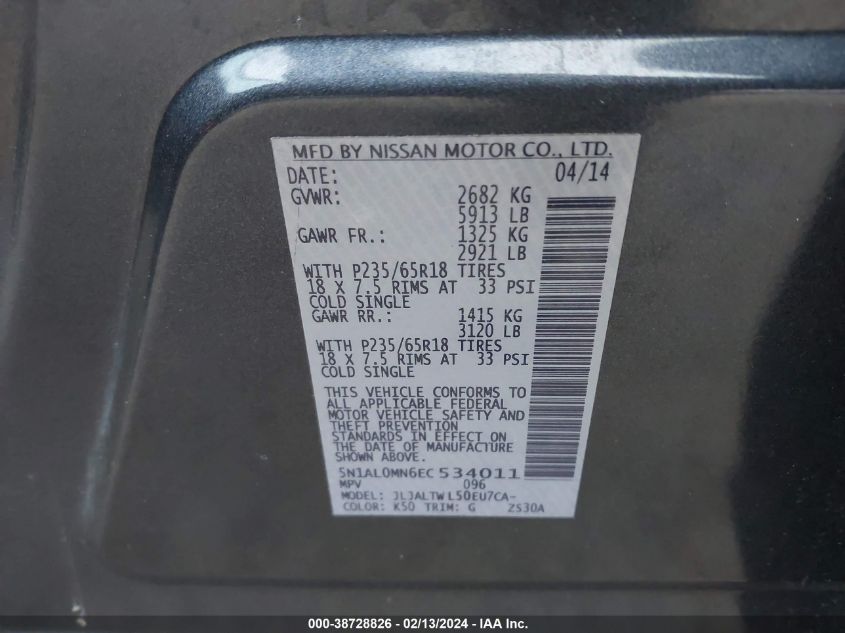 MFD BY NISSAN MOTOR CO., LTD.
DATE: 04/14
GVWR: 2682 KG
5913 LB
GAWR FR.: 1325 KG
2921 LB
WITH P235/65R18 TIRES
18 X 7.5 RIMS AT 33 PSI
COLD SINGLE
GAWR RR.: 1415 KG
3120 LB
WITH P235/65R18 TIRES
18 X 7.5 RIMS AT 33 PSI
COLD SINGLE
THIS VEHICLE CONFORMS TO
ALL APPLICABLE FEDERAL
MOTOR VEHICLE SAFETY AND
THEFT PREVENTION
STANDARDS IN EFFECT ON
THE DATE OF MANUFACTURE
SHOWN ABOVE.
5N1AL0MN6EC534011
MPV 096
MODEL: JLJALTWL50EU7CA-
COLOR: K50 TRIM: G ZS30A
000-38728826 - 02/13/2024 - IAA Inc.